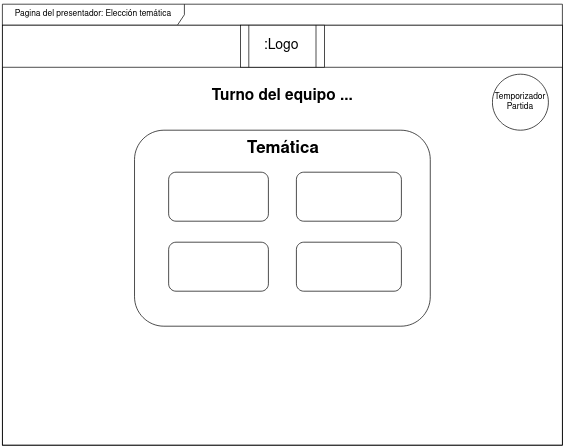 Pagina del presentador: Elección temática
:Logo
Turno del equipo ...
Temporizador
Partida
Temática